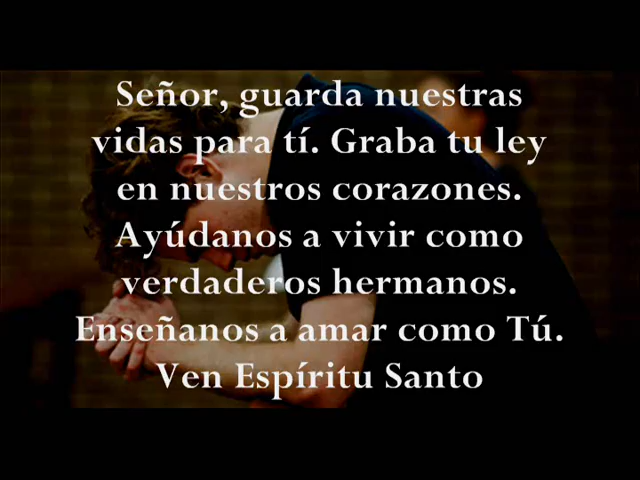 Señor, guarda nuestras
vidas para tí. Graba tu ley
en nuestros corazones.
Ayúdanos a vivir como
verdaderos hermanos.
Enseñanos a amar como Tú.
Ven Espíritu Santo